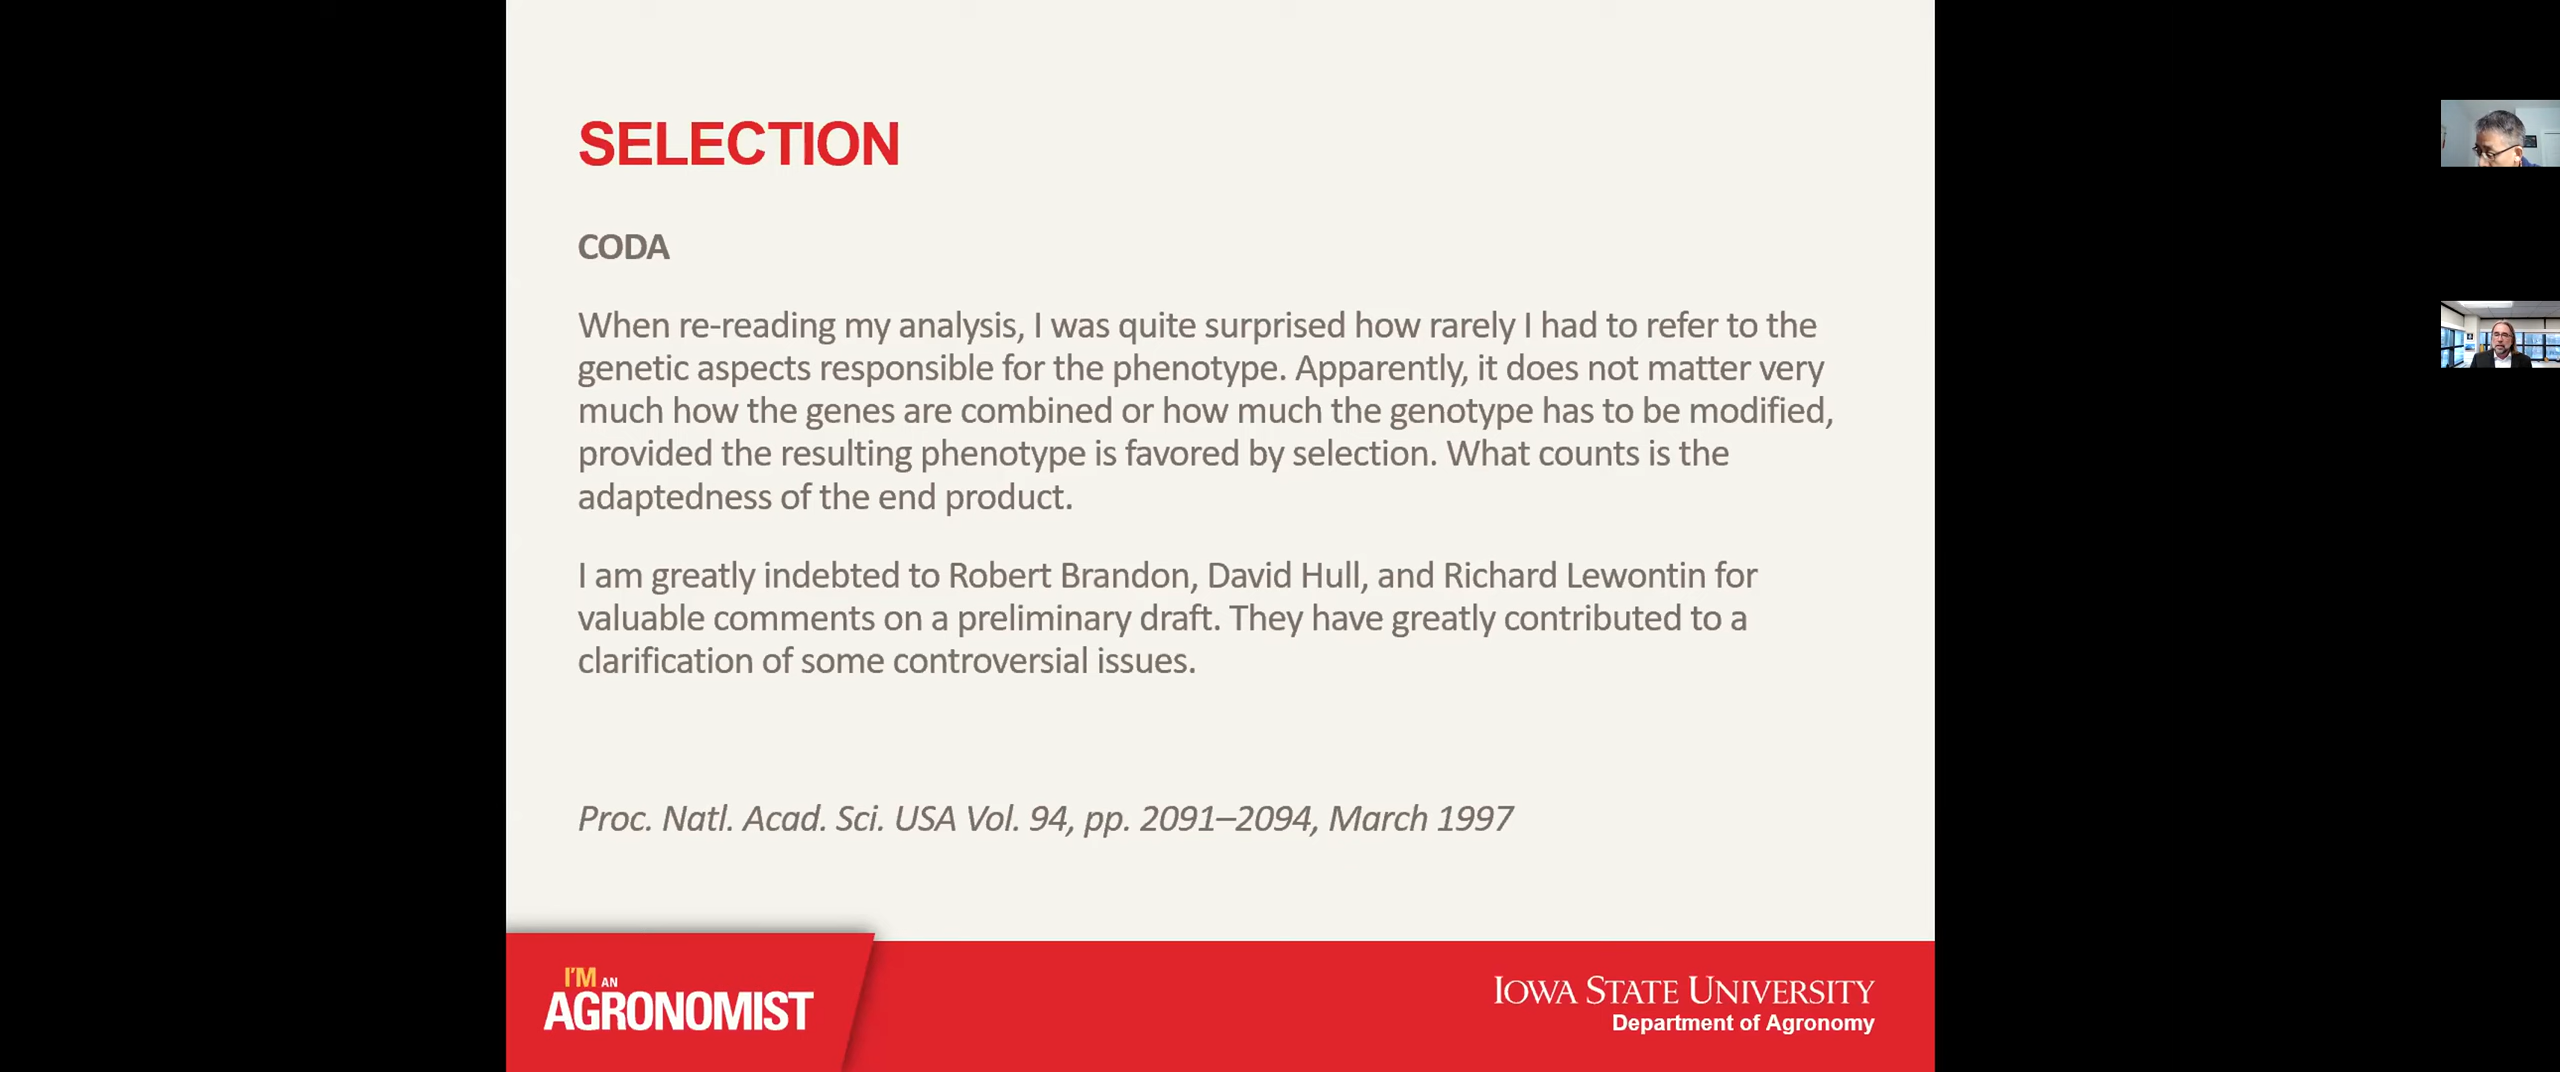 SELECTION
CODA
When re-reading my analysis, I was quite surprised how rarely I had to refer to the
genetic aspects responsible for the phenotype. Apparently, it does not matter very
much how the genes are combined or how much the genotype has to be modified,
provided the resulting phenotype is favored by selection. What counts is the
adaptedness of the end product.
I am greatly indebted to Robert Brandon, David Hull, and Richard Lewontin for
valuable comments on a preliminary draft. They have greatly contributed to a
clarification of some controversial issues.
Proc. Natl. Acad. Sci. USA Vol. 94, pp. 2091–2094, March 1997
I'M AN
AGRONOMIST
IOWA STATE UNIVERSITY
Department of Agronomy